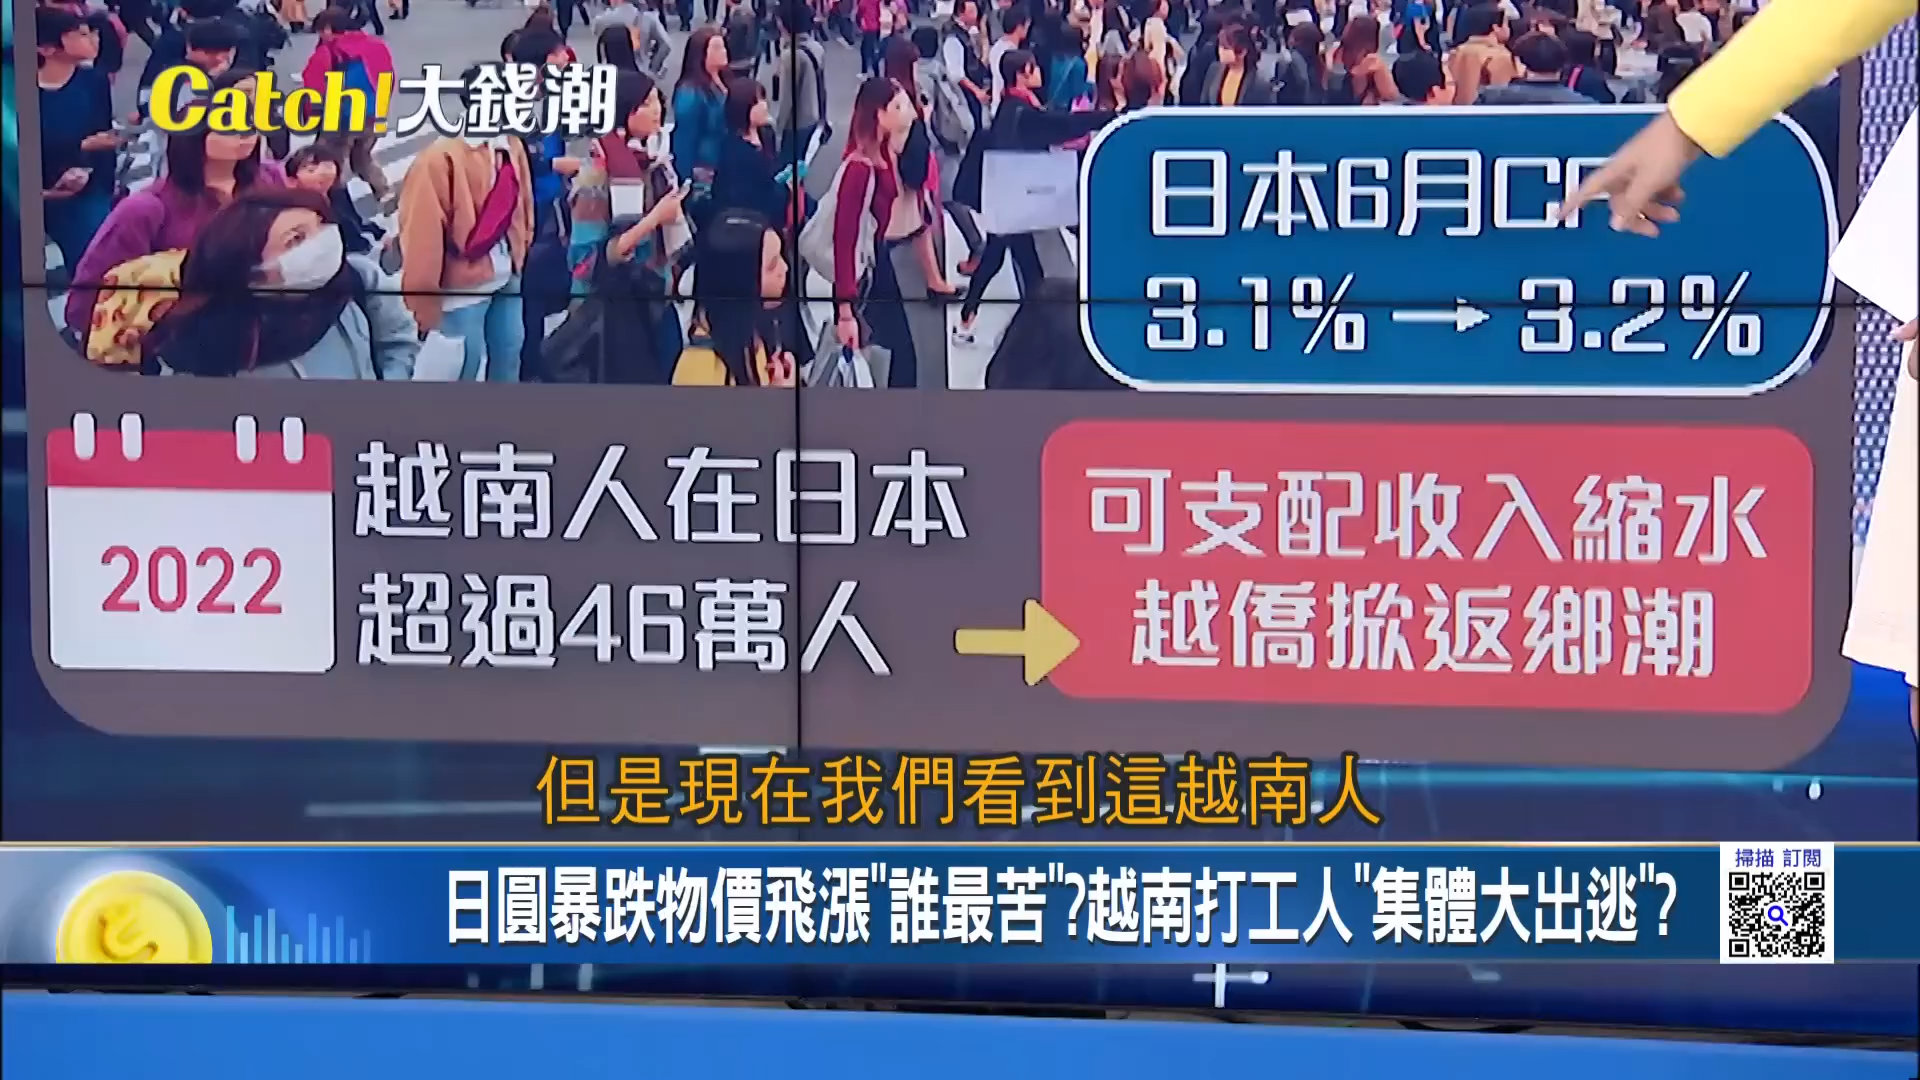 Catch!大錢潮
日本6月CP
3.1%→3.2%
2022
越南人在日本
超過46萬人
可支配收入縮水
越僑掀返鄉潮
但是現在我們看到這越南人
日圓暴跌物價飛漲"誰最苦"?越南打工人"集體大出逃"?
掃描 訂閱